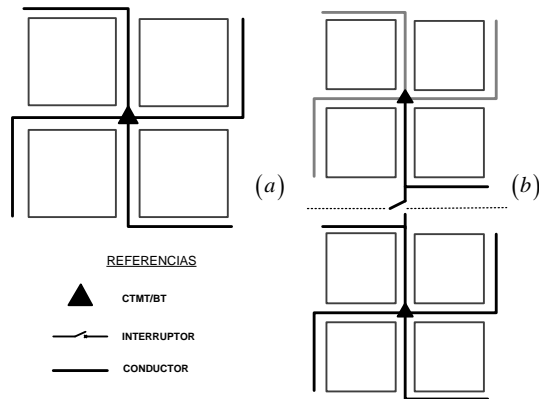 (a)
(b)
REFERENCIAS
CTMT/BT
INTERRUPTOR
CONDUCTOR